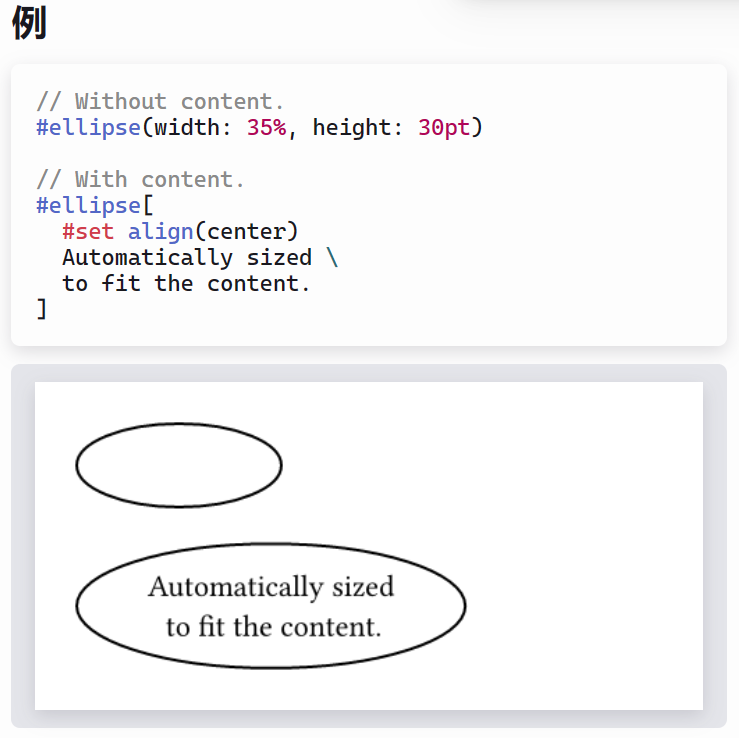 例
// Without content.
#ellipse(width: 35%, height: 30pt)
// With content.
#ellipse[
#set align(center)
Automatically sized \
to fit the content.
]
Automatically sized
to fit the content.